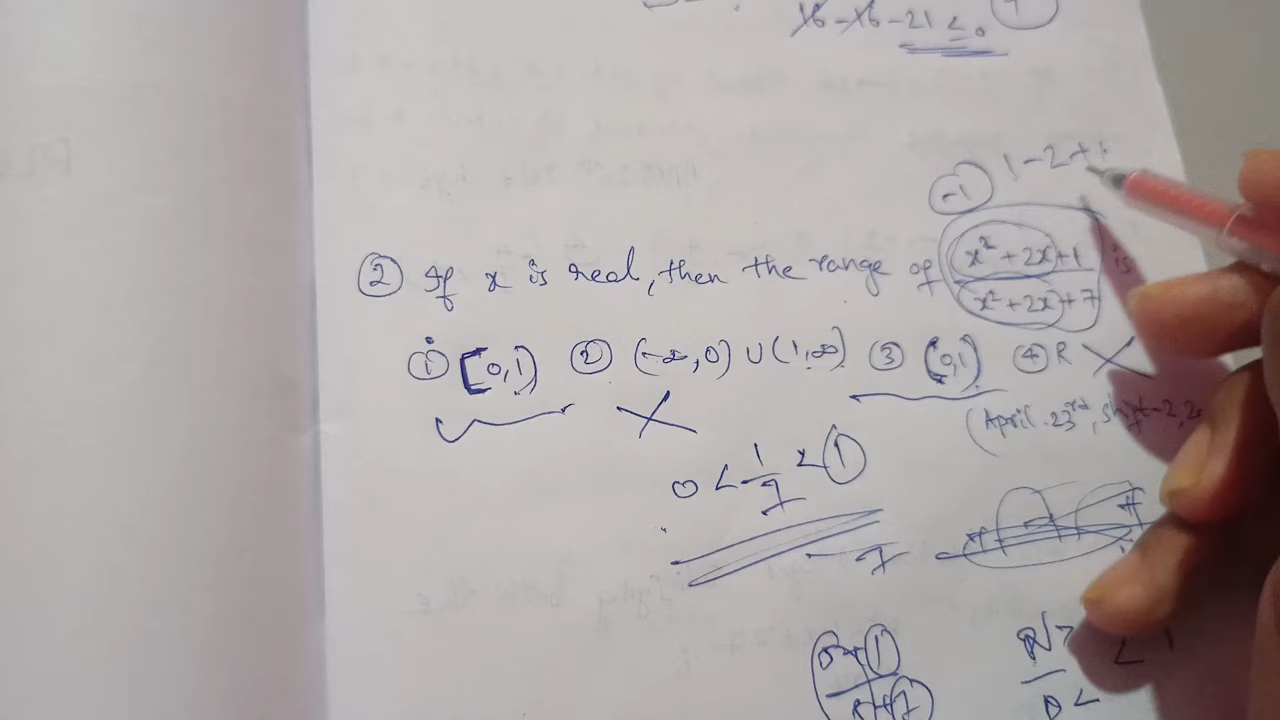 16 - 16 - 21 ≤ 0
-1 1 - 2 + 1
② If x is real, then the range of (x² + 2x + 1)/(x² + 2x + 7) is
① [0,1) ② (-∞,0) ∪ (1,∞) ③ (0,1) ④ R
(April 23rd, shift-2,
0 < 1/7 < 1
7